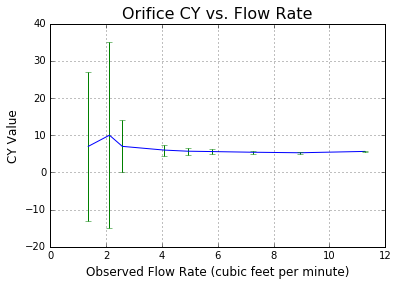 Orifice CY vs. Flow Rate
40
30
20
10
0
−10
−20
CY Value
0 2 4 6 8 10 12
Observed Flow Rate (cubic feet per minute)